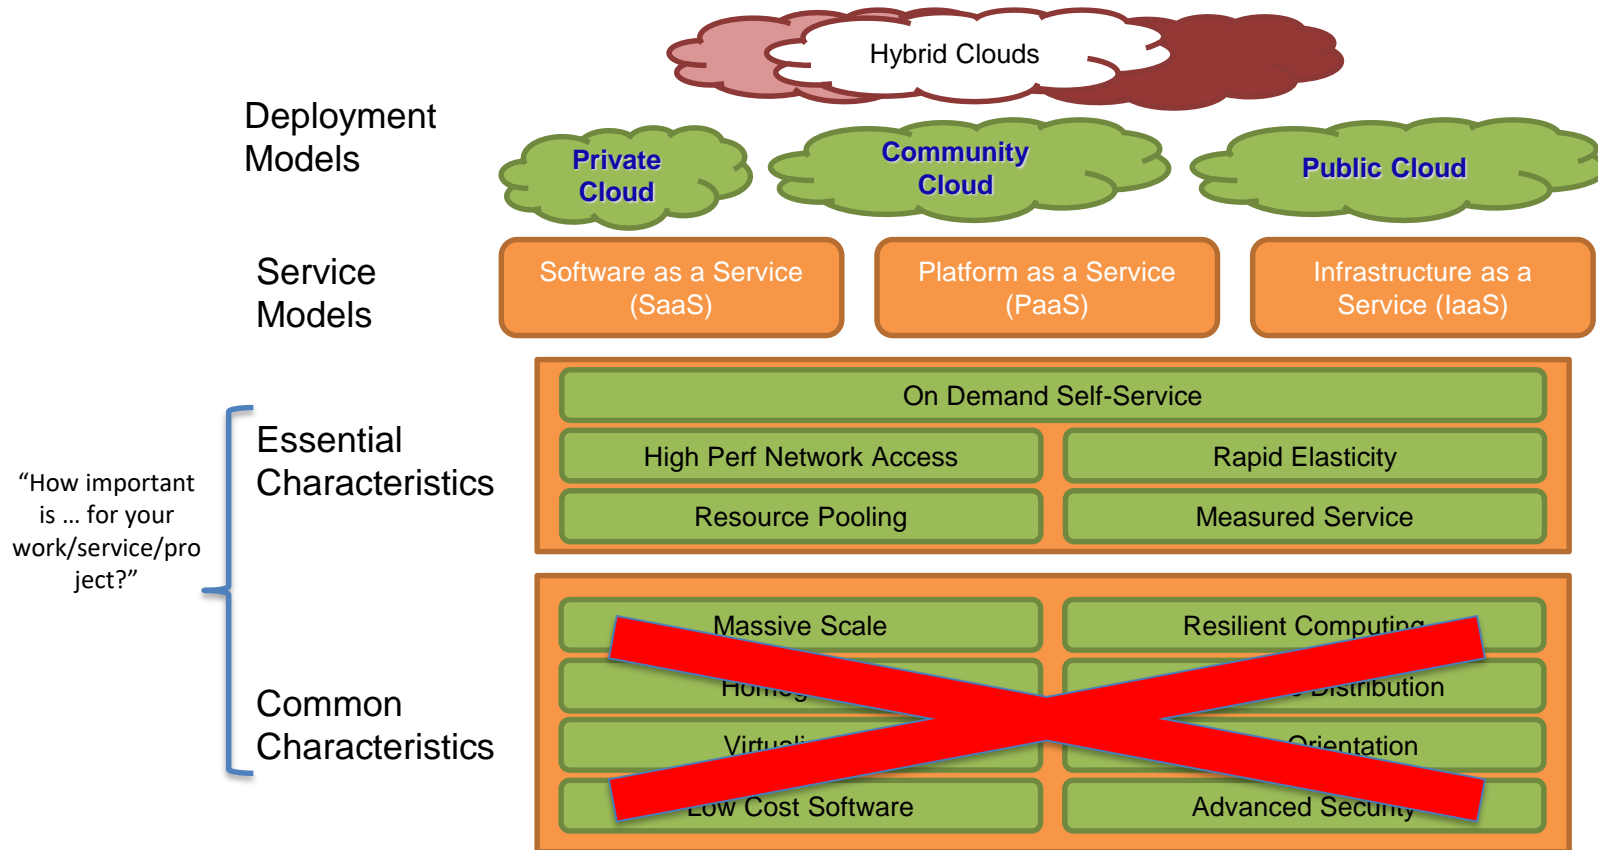 Hybrid Clouds
Deployment
Models
Private
Cloud
Community
Cloud
Public Cloud
Service
Models
Software as a Service
(SaaS)
Platform as a Service
(PaaS)
Infrastructure as a
Service (IaaS)
On Demand Self-Service
Essential
Characteristics
High Perf Network Access
Rapid Elasticity
Resource Pooling
Measured Service
“How important
is ... for your
work/service/pro
ject?”
Massive Scale
Resilient Computing
Distribution
Common
Characteristics
Orientation
Low Cost Software
Advanced Security